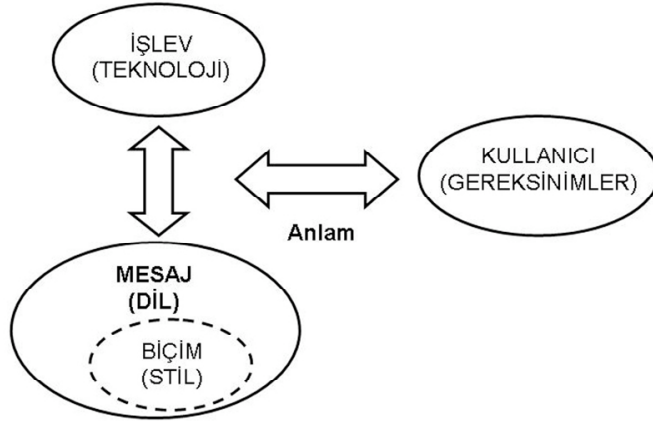 İŞLEV
(TEKNOLOJİ)
KULLANICI
(GEREKSİNİMLER)
Anlam
MESAJ
(DİL)
BİÇİM
(STİL)